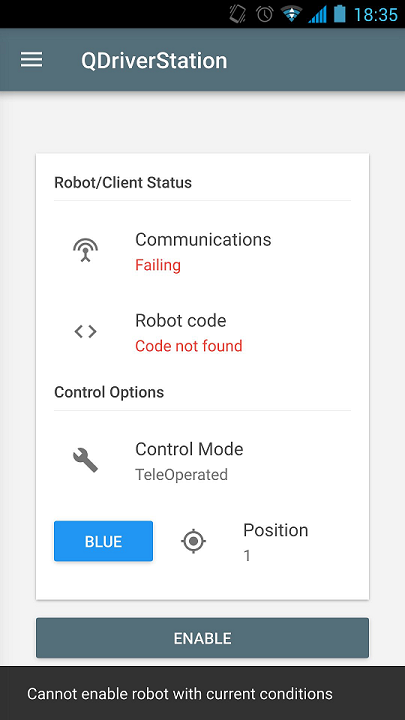 18:35
QDriverStation
Robot/Client Status
Communications
Failing
Robot code
Code not found
Control Options
Control Mode
TeleOperated
BLUE
Position
1
ENABLE
Cannot enable robot with current conditions